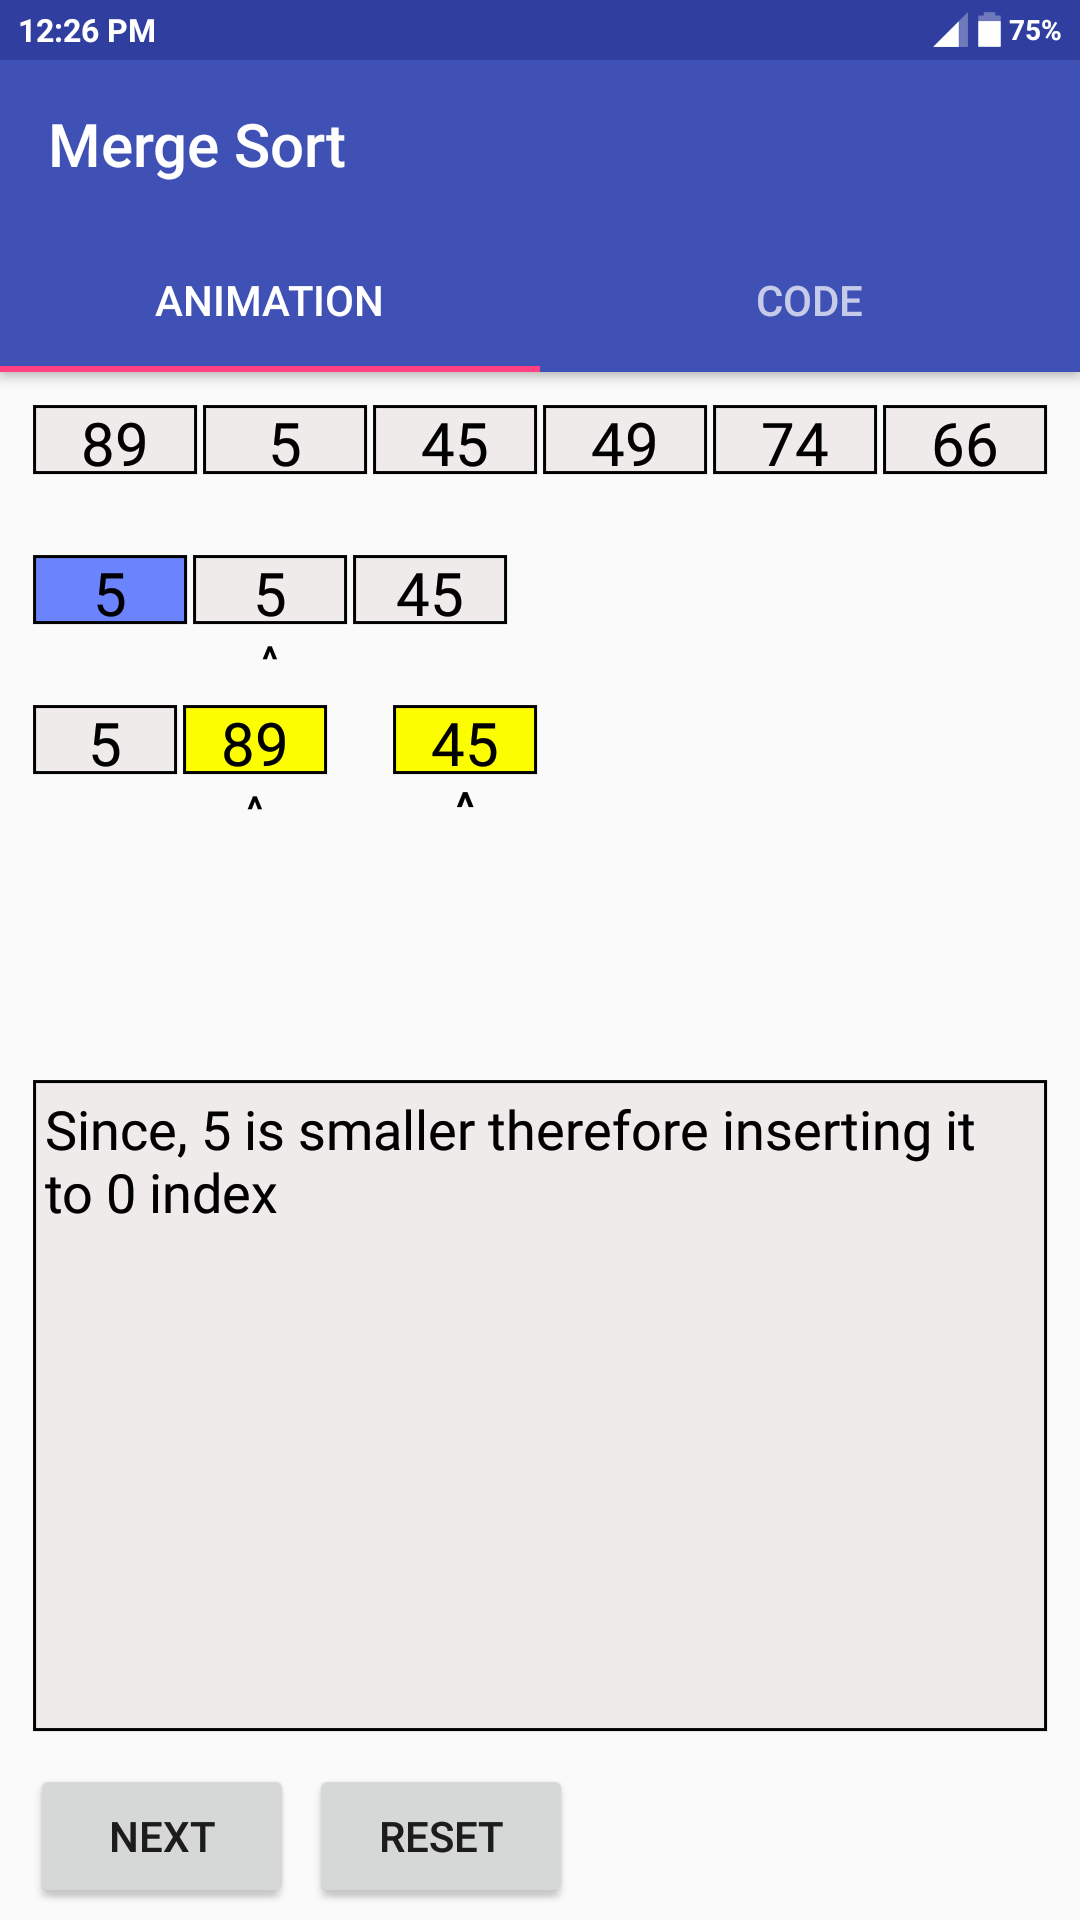 12:26 PM 75%
Merge Sort
ANIMATION CODE
89 5 45 49 74 66
5 5 45
^
5 89 45
^ ^
Since, 5 is smaller therefore inserting it
to 0 index
NEXT RESET